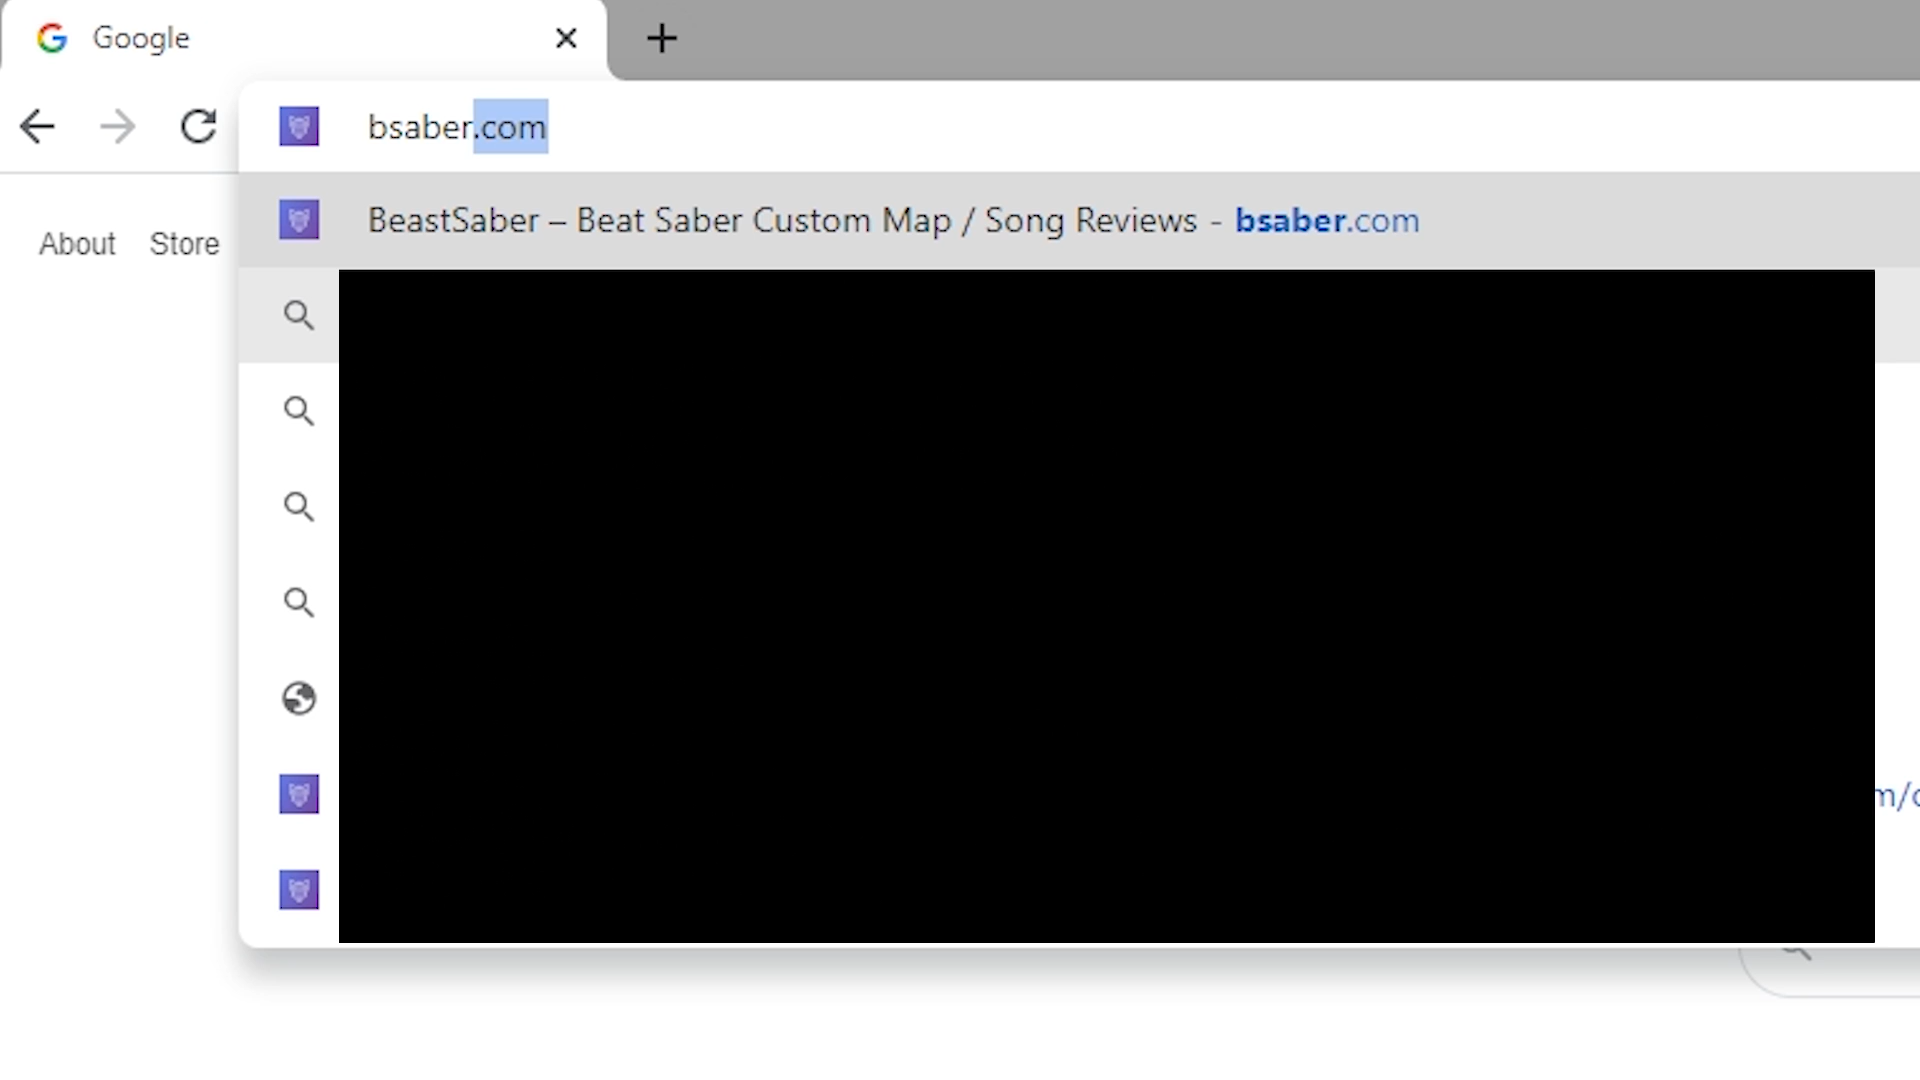 Google
bsaber.com
About Store
BeastSaber – Beat Saber Custom Map / Song Reviews - bsaber.com
m/c